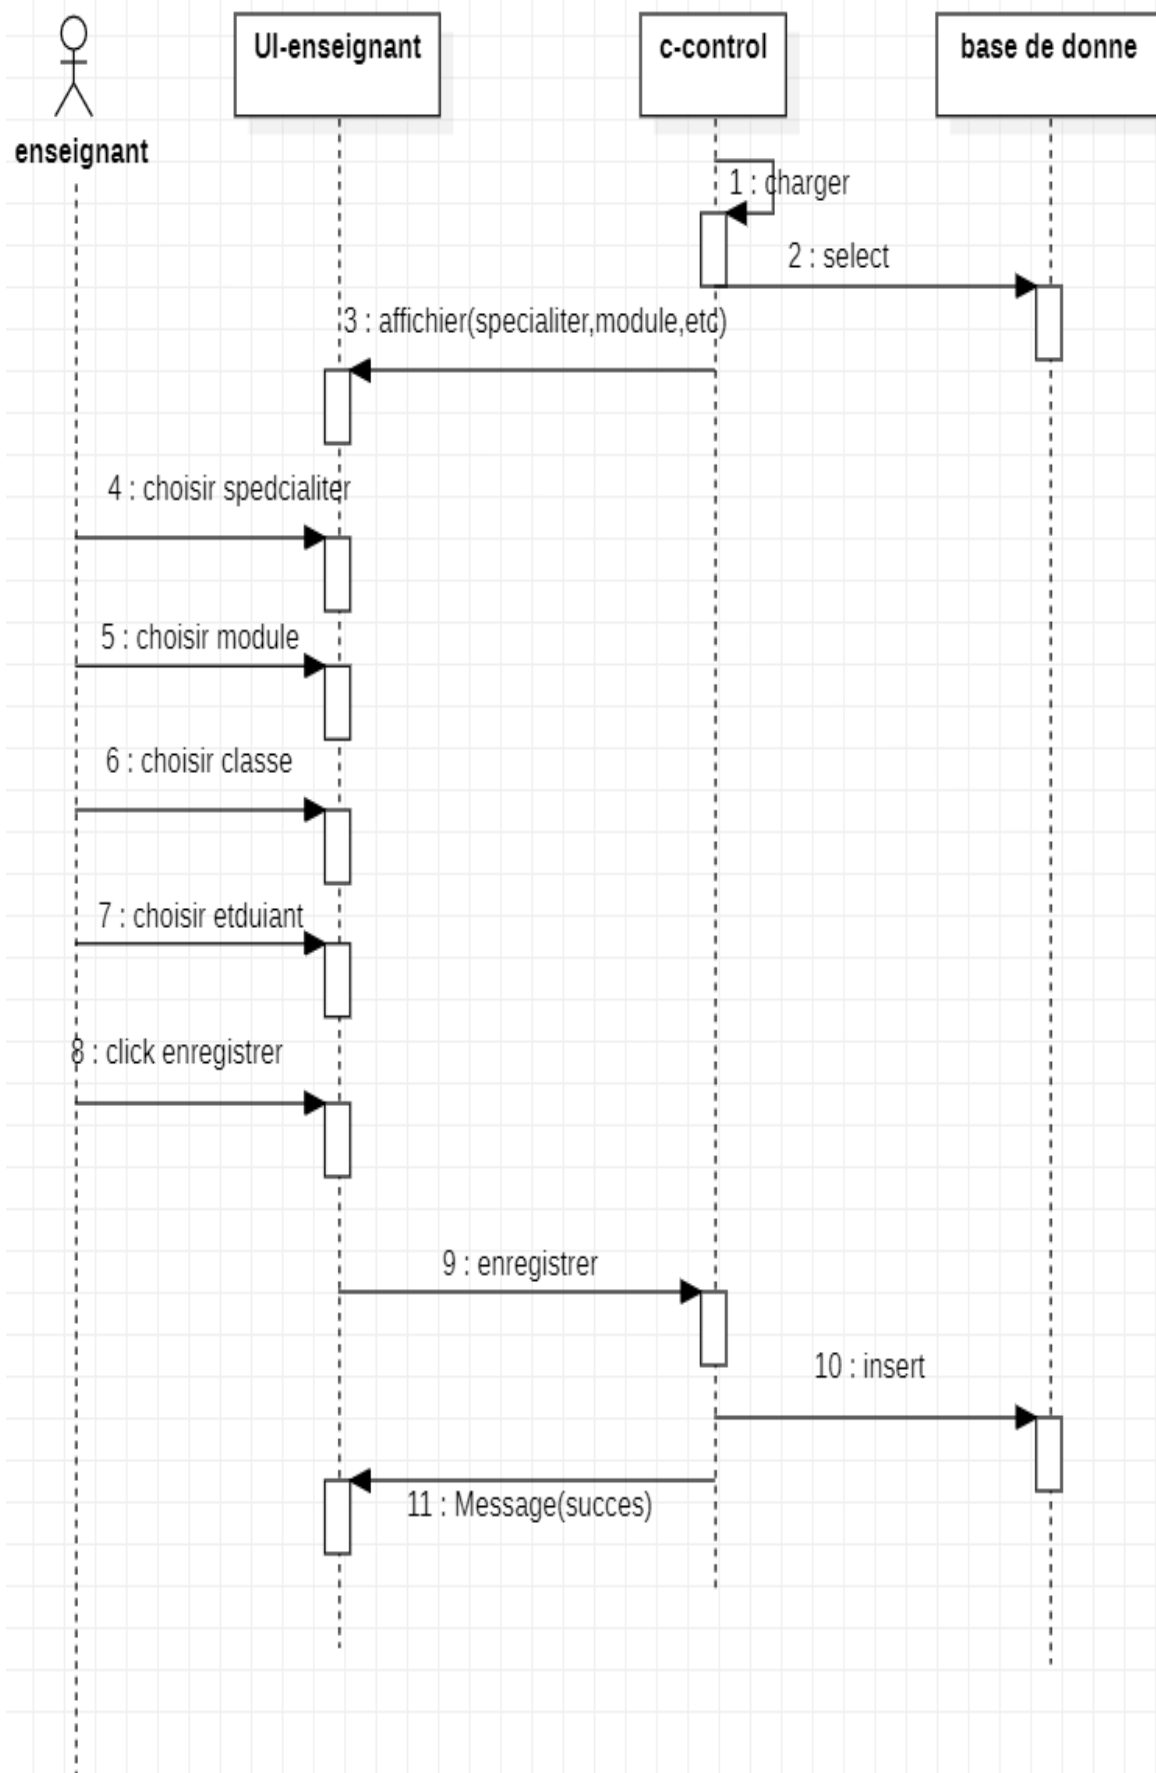 UI-enseignant
c-control
base de donne
enseignant
1 : charger
2 : select
3 : affichier(specialiter,module,etc)
4 : choisir spedcialiter
5 : choisir module
6 : choisir classe
7 : choisir etduiant
8 : click enregistrer
9 : enregistrer
10 : insert
11 : Message(succes)